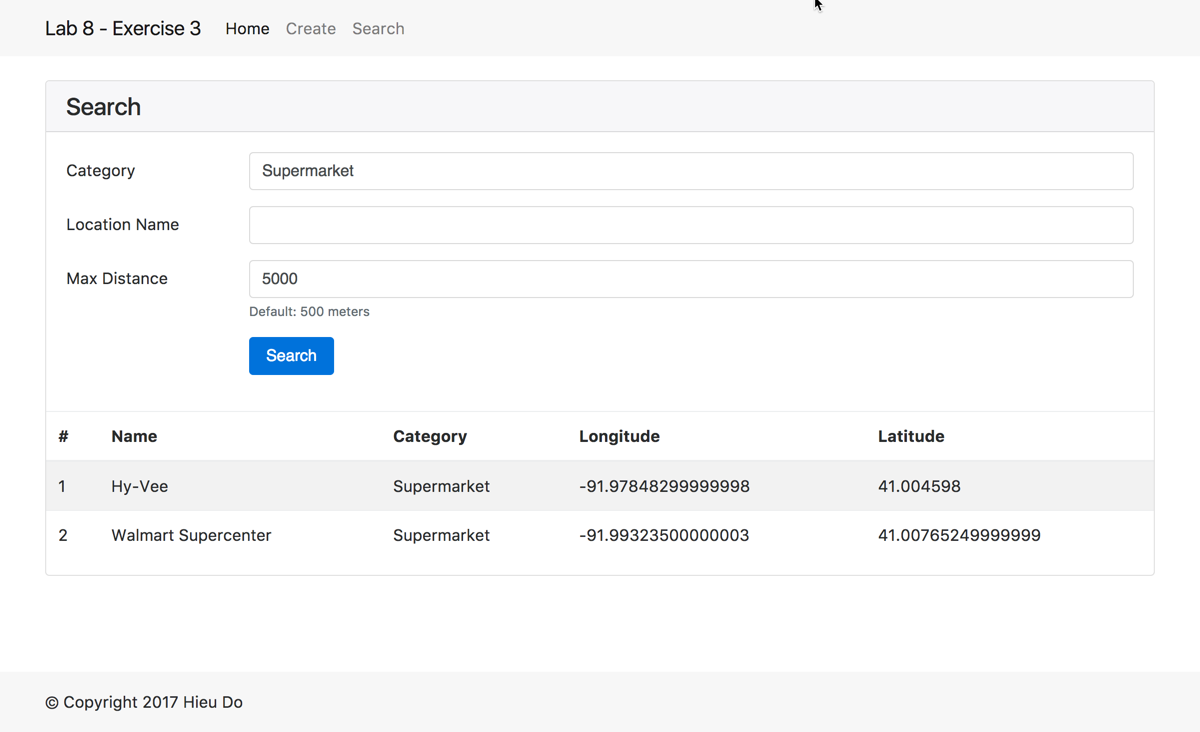 Lab 8 - Exercise 3 Home Create Search
Search
Category Supermarket
Location Name
Max Distance 5000
Default: 500 meters
Search
# Name Category Longitude Latitude
1 Hy-Vee Supermarket -91.97848299999998 41.004598
2 Walmart Supercenter Supermarket -91.99323500000003 41.00765249999999
© Copyright 2017 Hieu Do